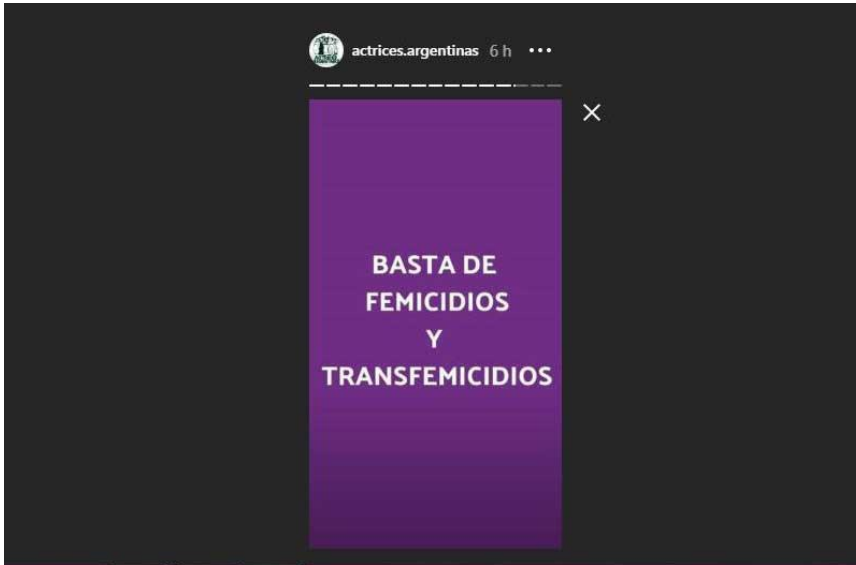 actrices.argentinas 6 h
BASTA DE
FEMICIDIOS
Y
TRANSFEMICIDIOS